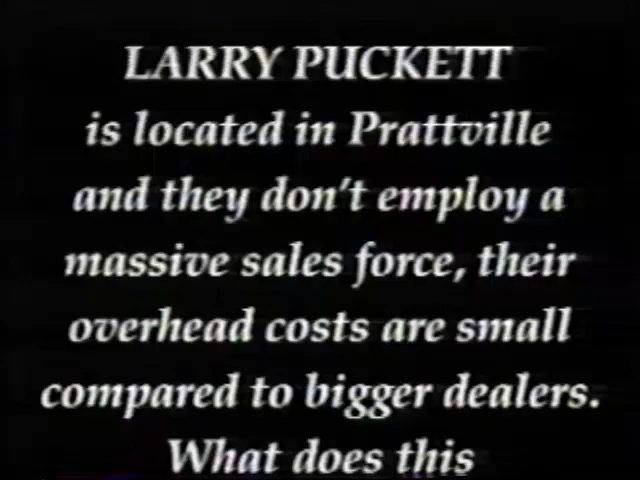 LARRY PUCKETT
is located in Prattville
and they don't employ a
massive sales force, their
overhead costs are small
compared to bigger dealers.
What does this